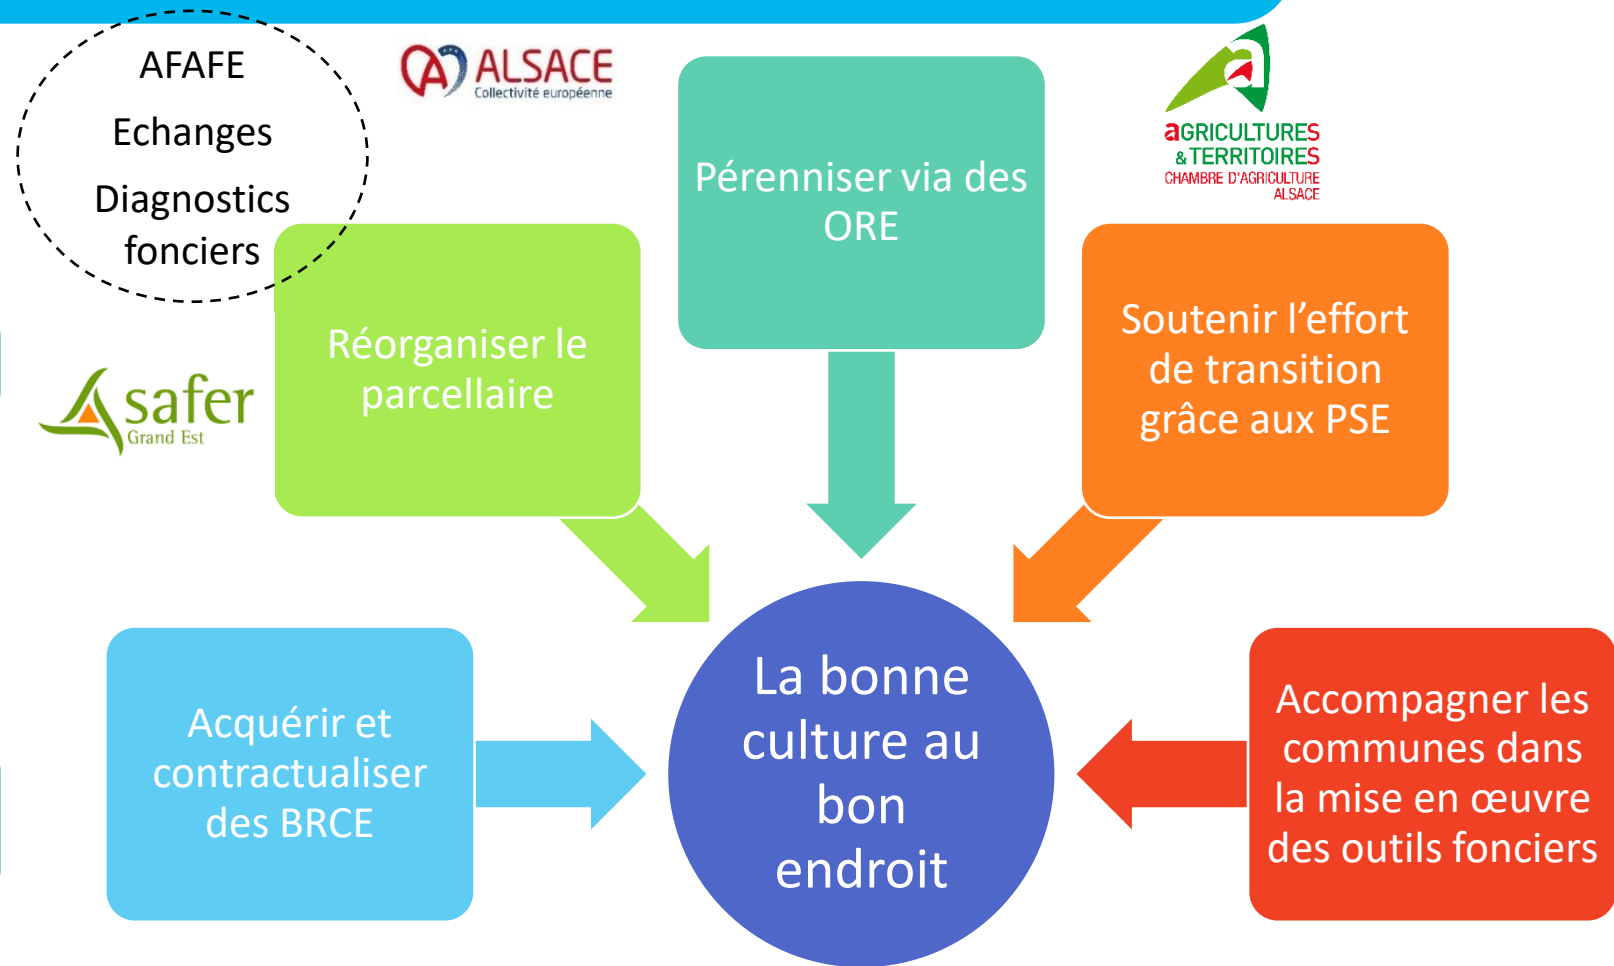 AFAFE
Echanges
Diagnostics
fonciers
ALSACE
Collectivité européenne
aGRICULTURES
& TERRITOIRES
CHAMBRE D'AGRICULTURE
ALSACE
safer
Grand Est
Réorganiser le
parcellaire
Pérenniser via des
ORE
Soutenir l’effort
de transition
grâce aux PSE
Acquérir et
contractualiser
des BRCE
La bonne
culture au
bon
endroit
Accompagner les
communes dans
la mise en œuvre
des outils fonciers